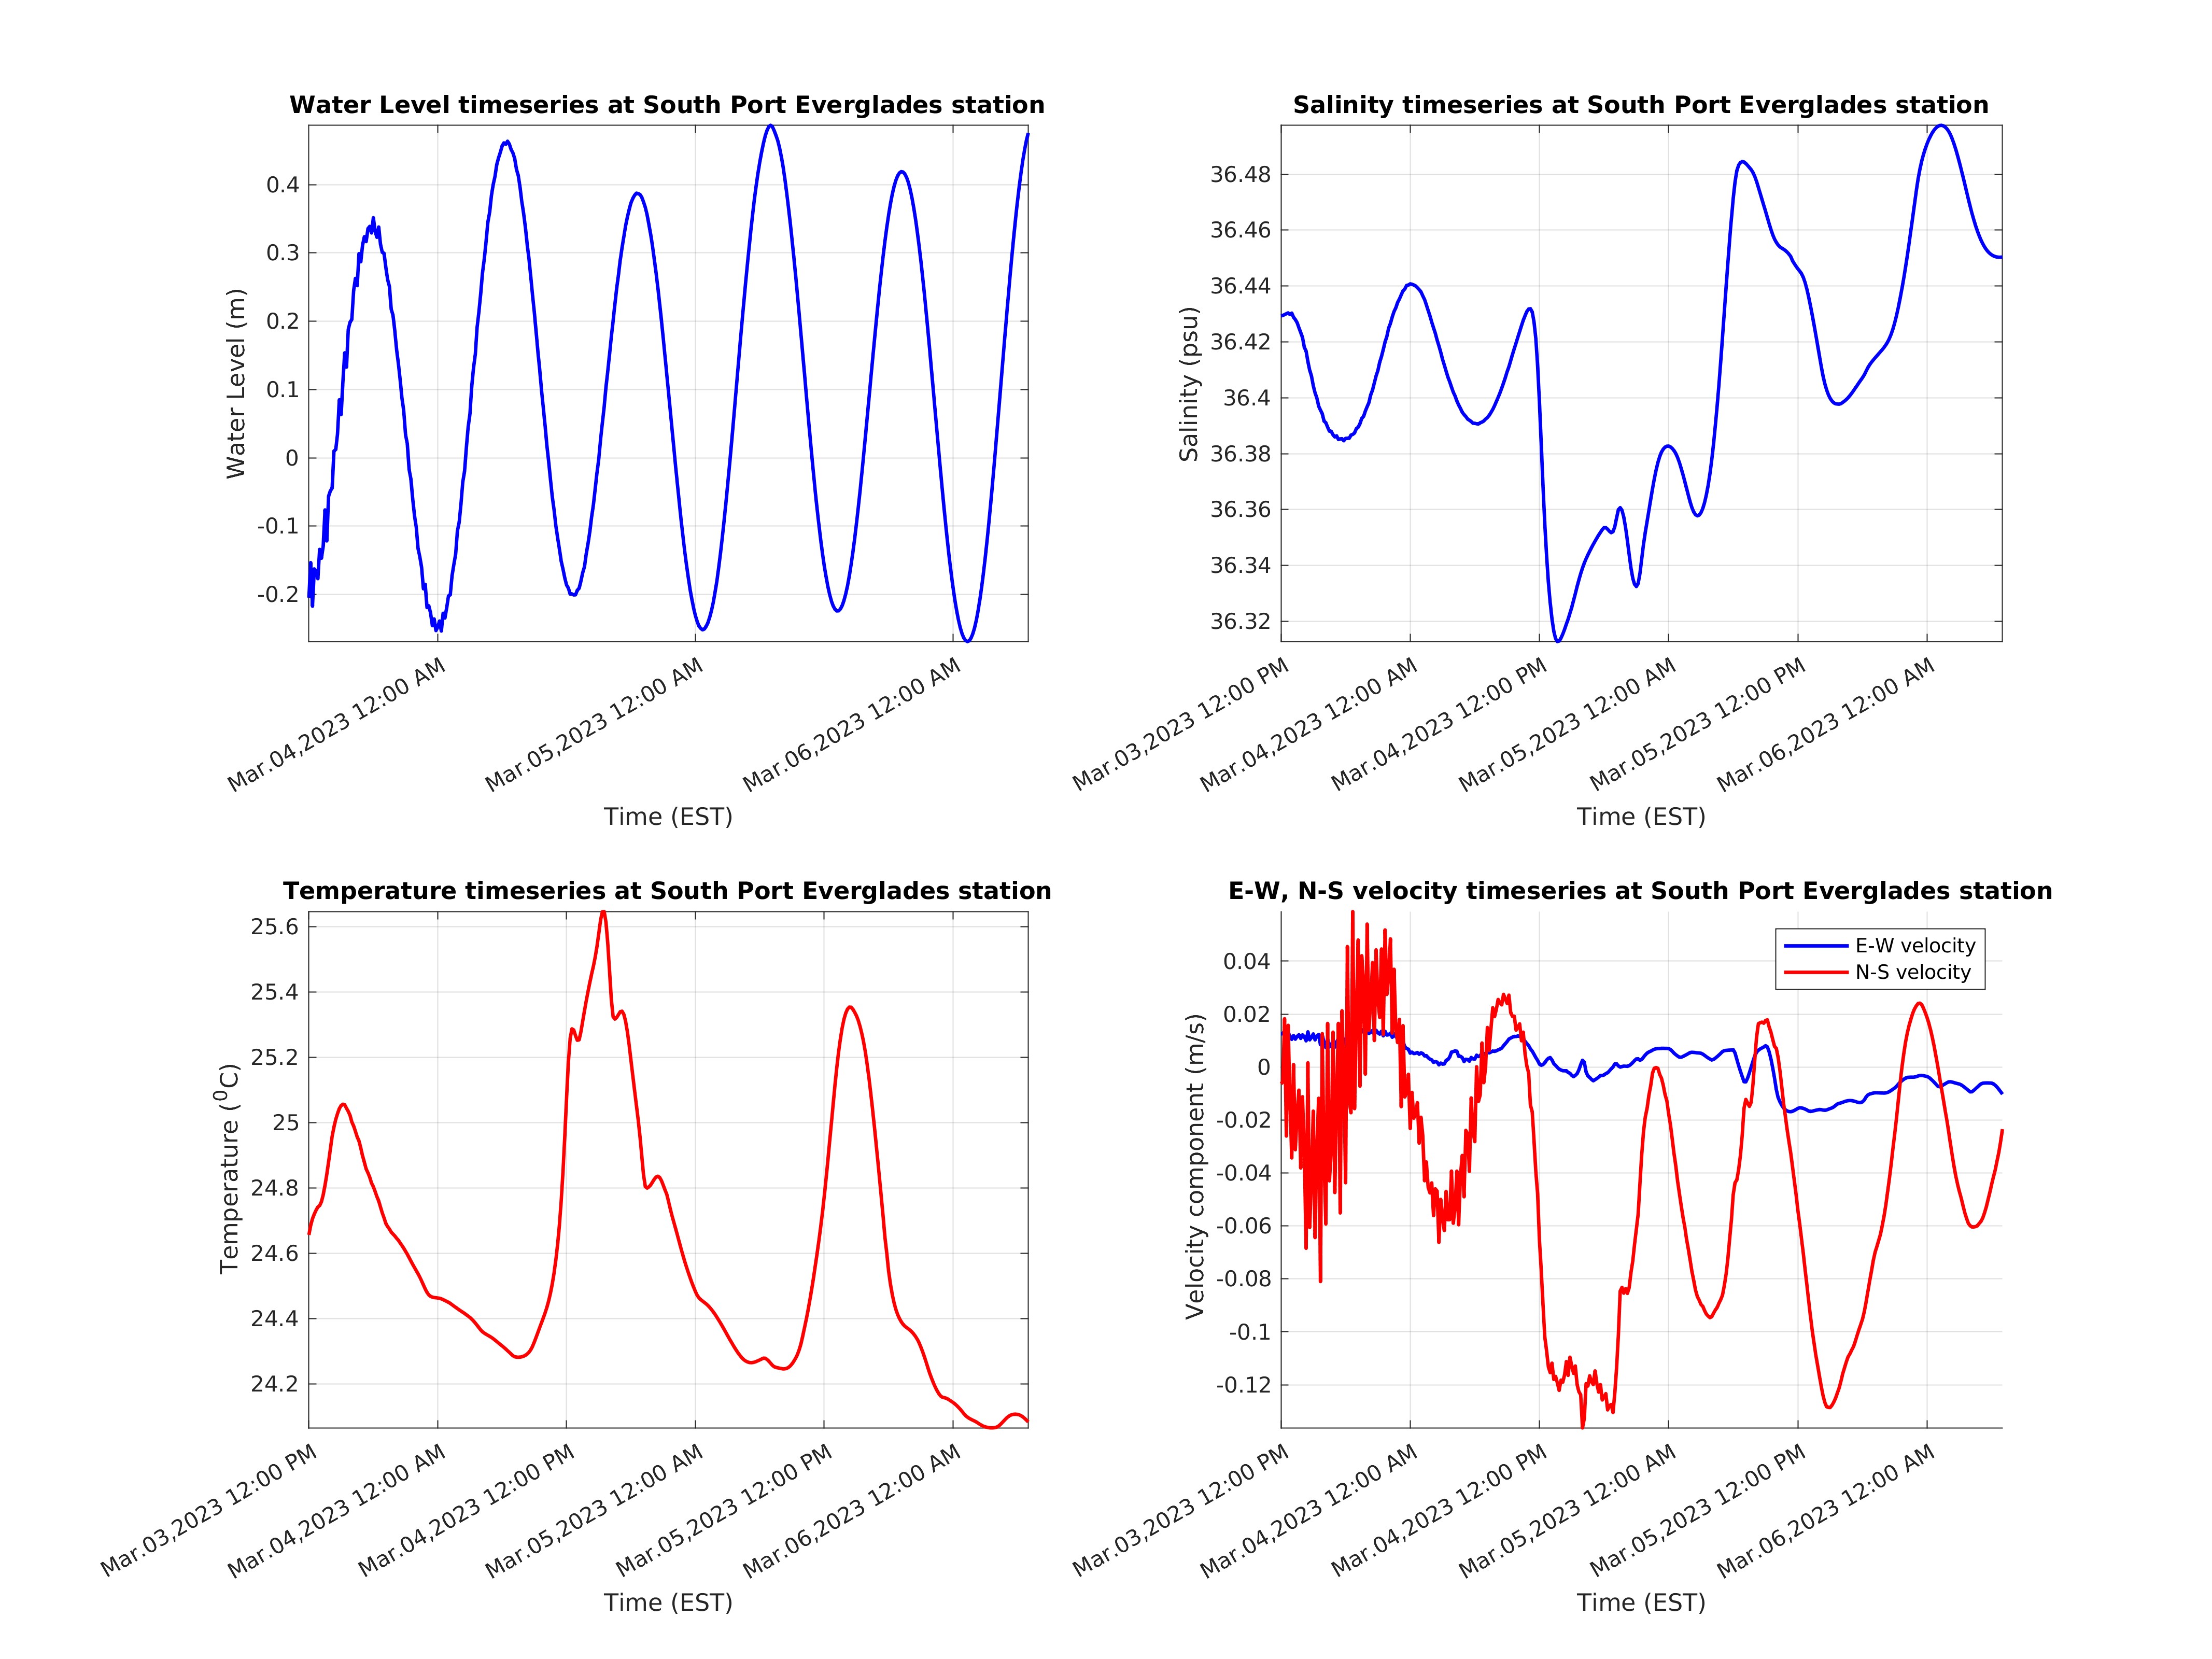 Water Level timeseries at South Port Everglades station
Water Level (m)
0.4
0.3
0.2
0.1
0
-0.1
-0.2
Mar.04,2023 12:00 AM
Mar.05,2023 12:00 AM
Mar.06,2023 12:00 AM
Time (EST)
Salinity timeseries at South Port Everglades station
Salinity (psu)
36.48
36.46
36.44
36.42
36.4
36.38
36.36
36.34
36.32
Mar.03,2023 12:00 PM
Mar.04,2023 12:00 AM
Mar.04,2023 12:00 PM
Mar.05,2023 12:00 AM
Mar.05,2023 12:00 PM
Mar.06,2023 12:00 AM
Time (EST)
Temperature timeseries at South Port Everglades station
Temperature (⁰C)
25.6
25.4
25.2
25
24.8
24.6
24.4
24.2
Mar.03,2023 12:00 PM
Mar.04,2023 12:00 AM
Mar.04,2023 12:00 PM
Mar.05,2023 12:00 AM
Mar.05,2023 12:00 PM
Mar.06,2023 12:00 AM
Time (EST)
E-W, N-S velocity timeseries at South Port Everglades station
E-W velocity
N-S velocity
Velocity component (m/s)
0.04
0.02
0
-0.02
-0.04
-0.06
-0.08
-0.1
-0.12
Mar.03,2023 12:00 PM
Mar.04,2023 12:00 AM
Mar.04,2023 12:00 PM
Mar.05,2023 12:00 AM
Mar.05,2023 12:00 PM
Mar.06,2023 12:00 AM
Time (EST)